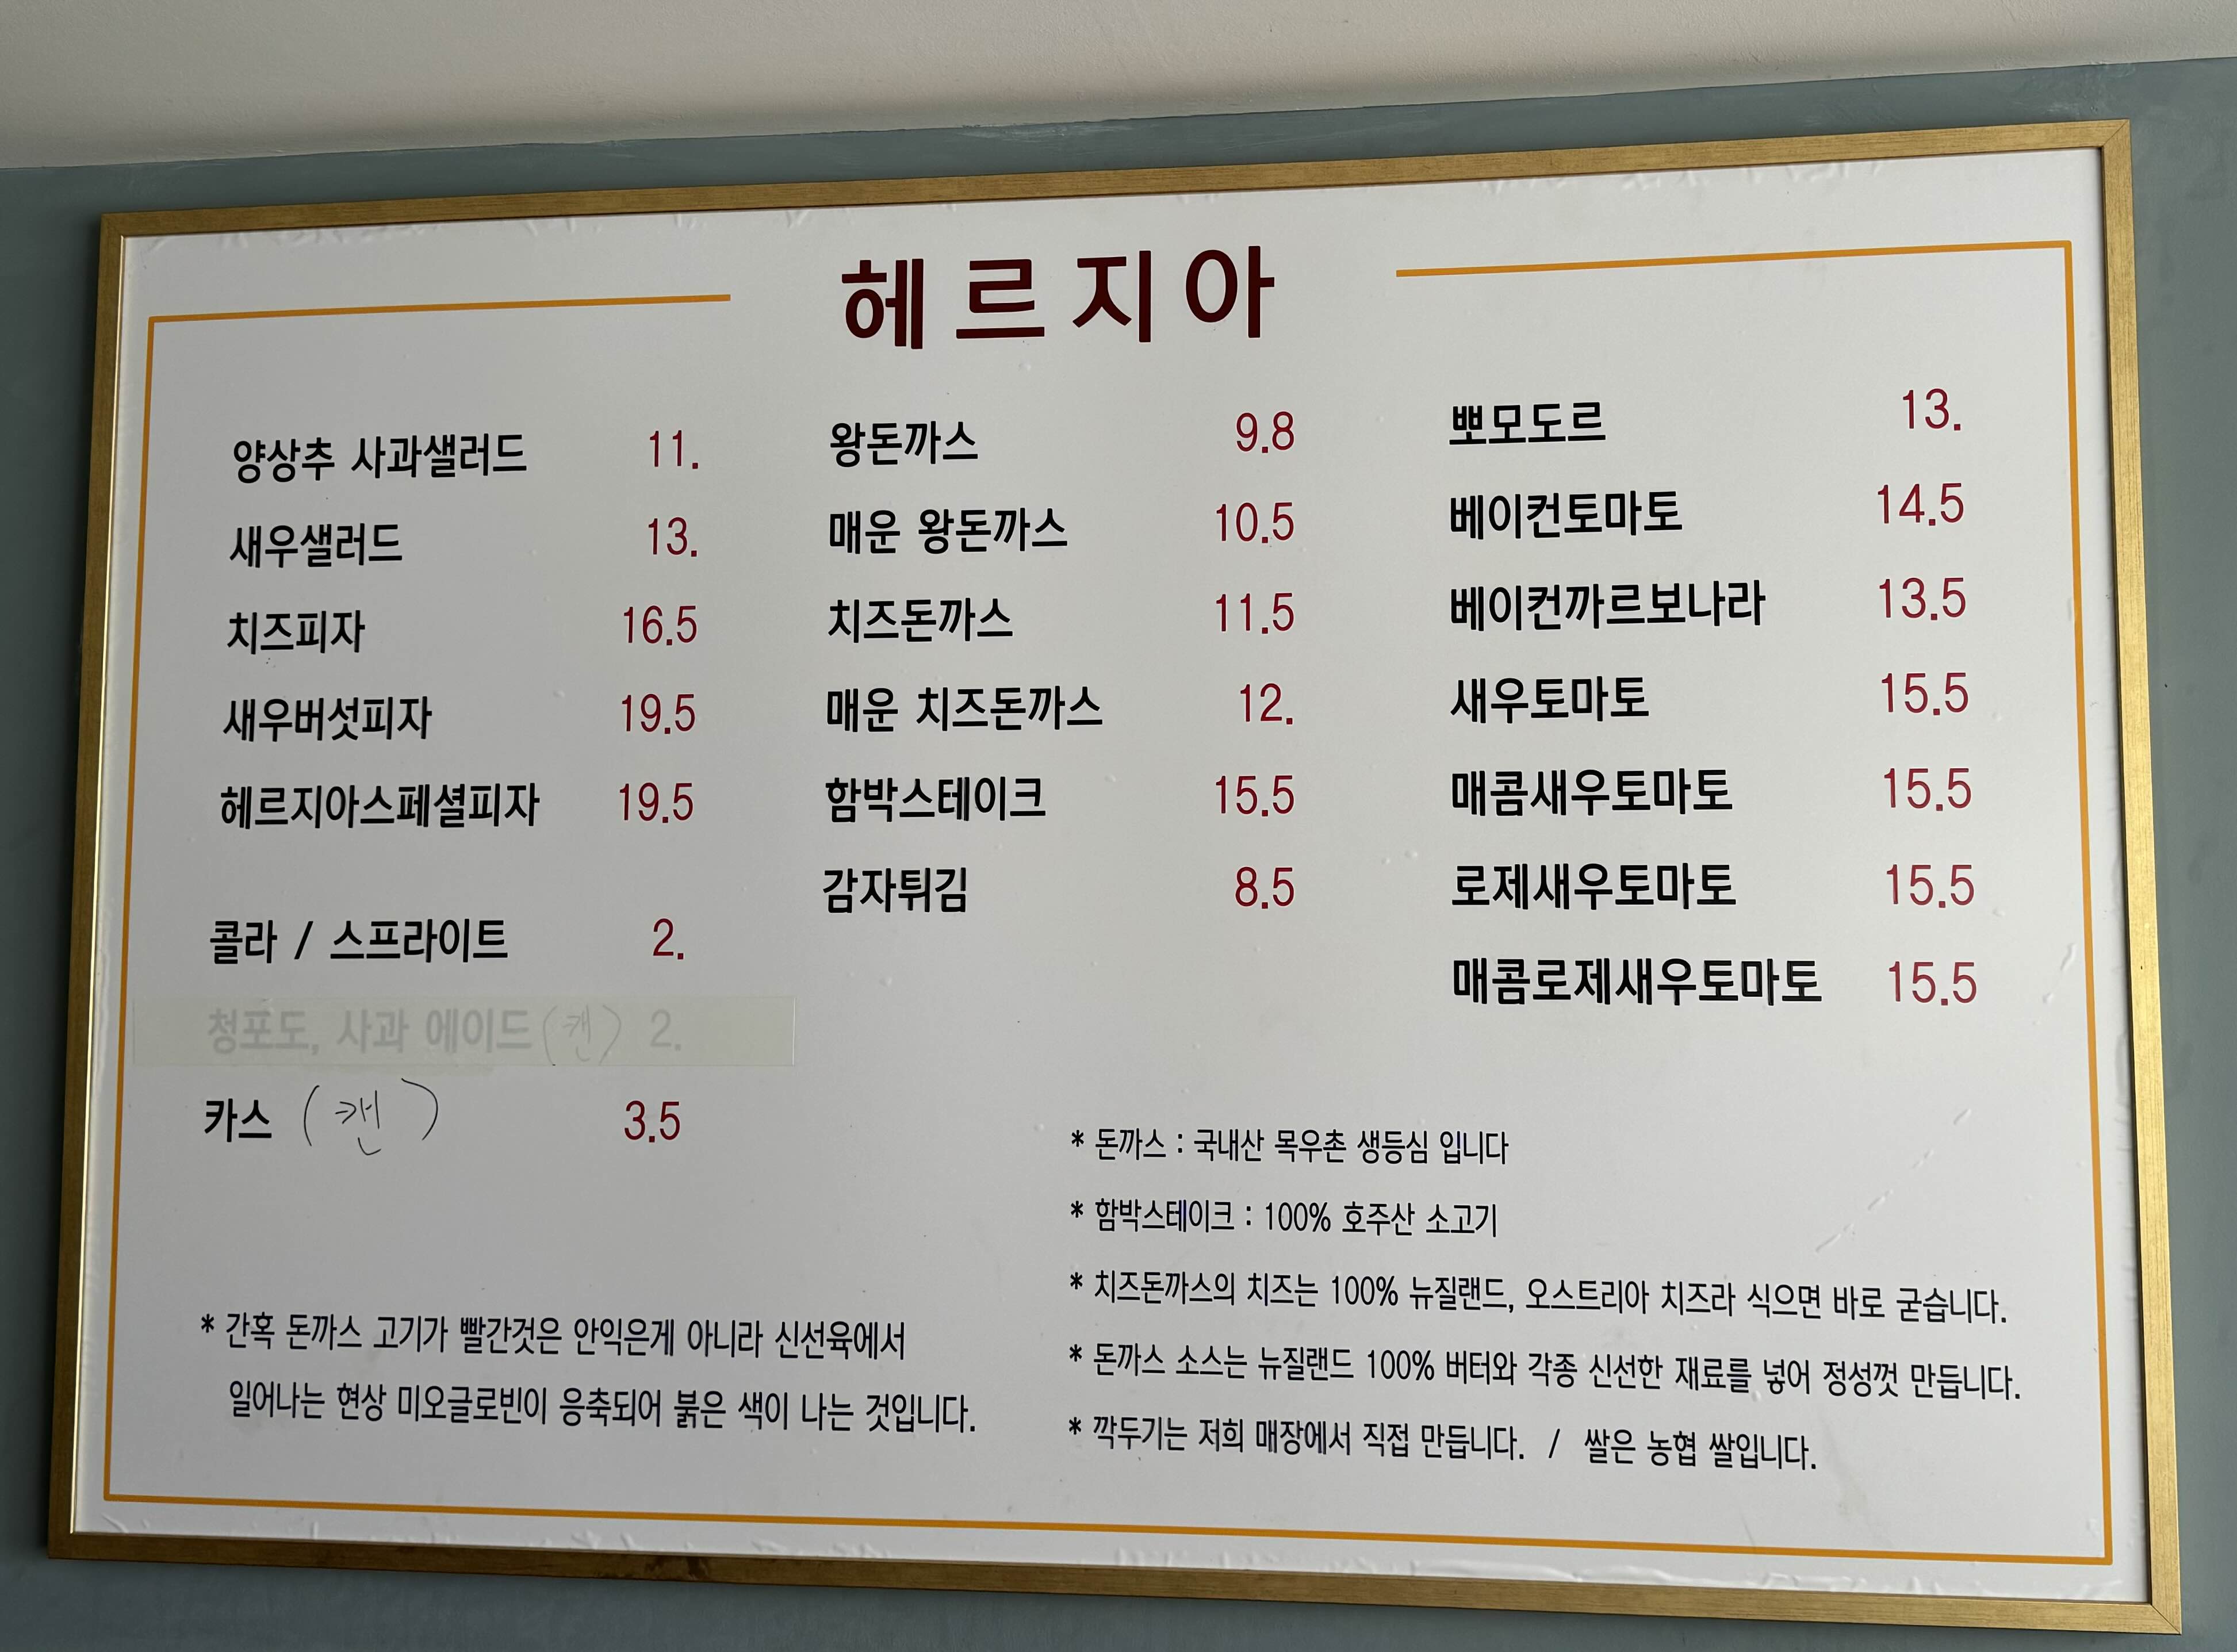 헤르지아
양상추 사과샐러드 11.
새우샐러드 13.
치즈피자 16.5
새우버섯피자 19.5
헤르지아스페셜피자 19.5
콜라 / 스프라이트 2.
청포도, 사과 에이드 (캔) 2.
카스 (캔) 3.5
왕돈까스 9.8
매운 왕돈까스 10.5
치즈돈까스 11.5
매운 치즈돈까스 12.
함박스테이크 15.5
감자튀김 8.5
뽀모도르 13.
베이컨토마토 14.5
베이컨까르보나라 13.5
새우토마토 15.5
매콤새우토마토 15.5
로제새우토마토 15.5
매콤로제새우토마토 15.5
* 간혹 돈까스 고기가 빨간것은 안익은게 아니라 신선육에서
일어나는 현상 미오글로빈이 응축되어 붉은 색이 나는 것입니다.
* 돈까스 : 국내산 목우촌 생등심 입니다
* 함박스테이크 : 100% 호주산 소고기
* 치즈돈까스의 치즈는 100% 뉴질랜드, 오스트리아 치즈라 식으면 바로 굳습니다.
* 돈까스 소스는 뉴질랜드 100% 버터와 각종 신선한 재료를 넣어 정성껏 만듭니다.
* 깍두기는 저희 매장에서 직접 만듭니다. / 쌀은 농협 쌀입니다.